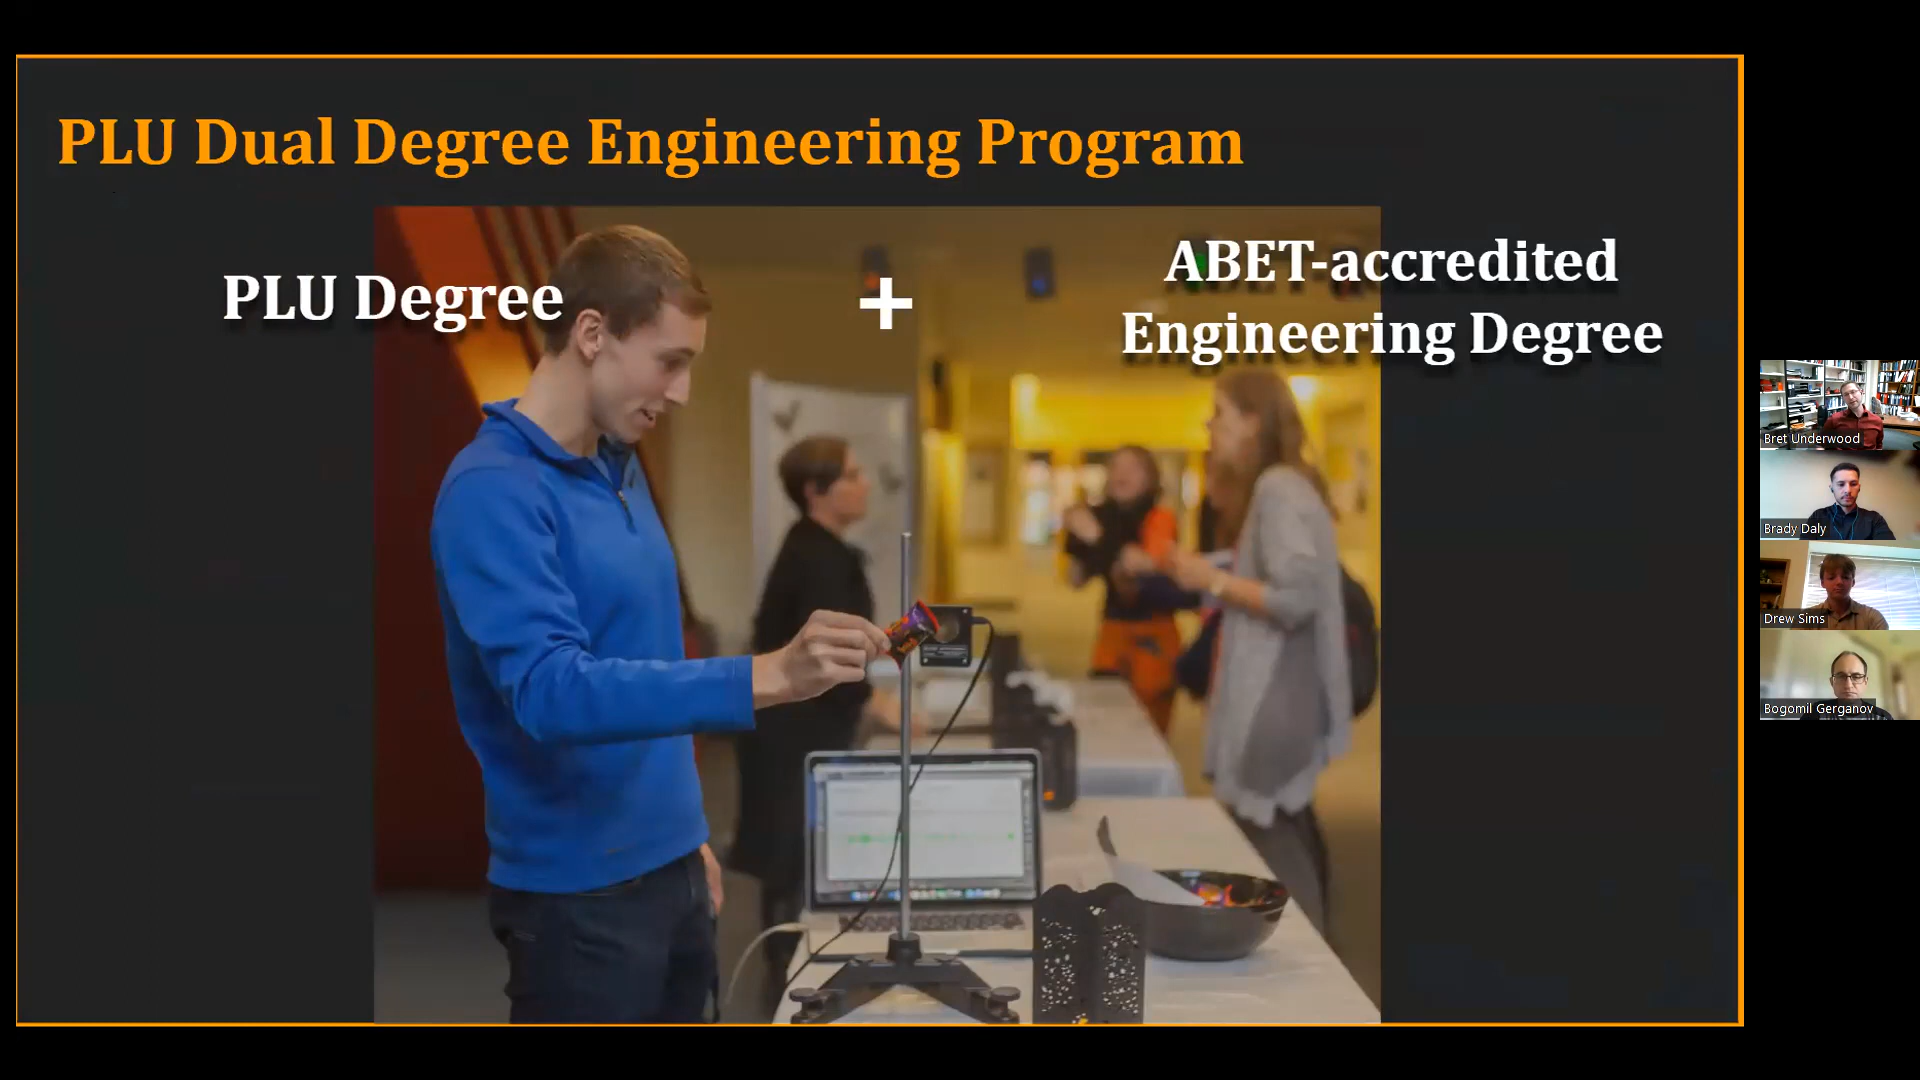 PLU Dual Degree Engineering Program
PLU Degree
+
ABET-accredited
Engineering Degree
Bret Underwood
Brady Daly
Drew Sims
Bogomil Gerganov